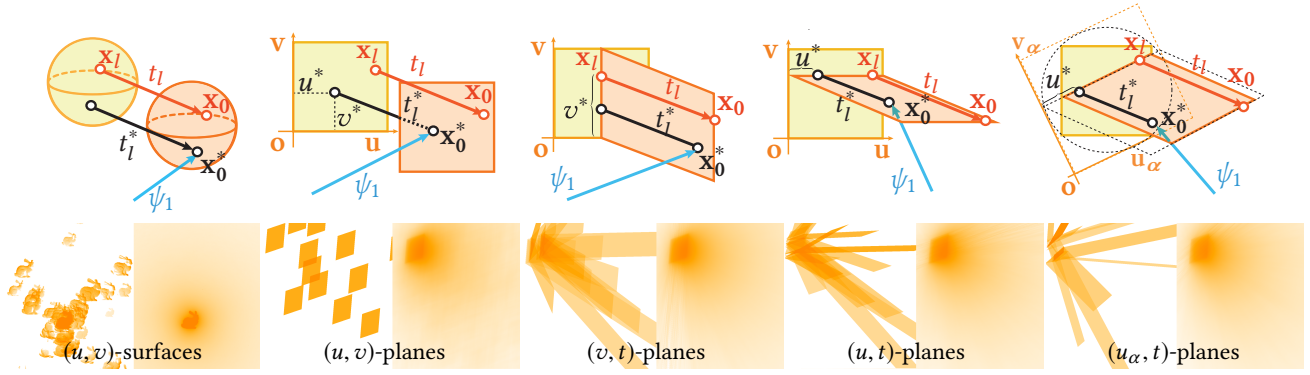 x_l t_l x_0 t_l^* x_0^* ψ_1
v x_l t_l u^* v^* t_l^* x_0 x_0^* o u ψ_1
v x_l t_l v^* t_l^* x_0 x_0^* o ψ_1
v u^* x_l t_l t_l^* x_0 x_0^* o u ψ_1
v_α x_l t_l u^* t_l^* x_0 x_0^* u_α o ψ_1
(u, v)-surfaces
(u, v)-planes
(v, t)-planes
(u, t)-planes
(u_α, t)-planes